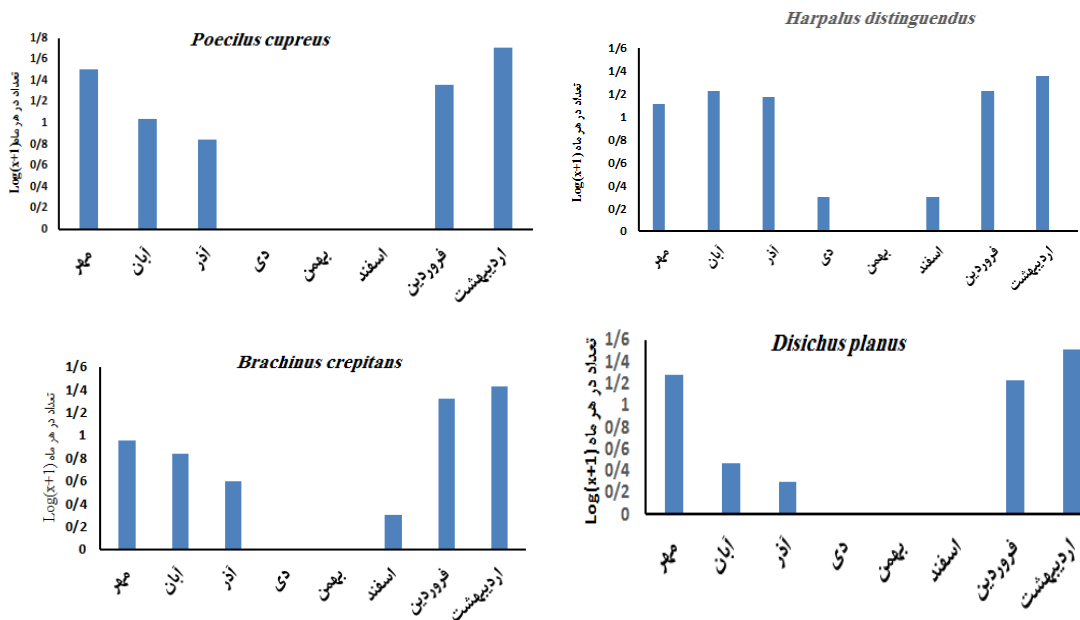 Poecilus cupreus
تعداد در هر ماه Log(x+1)
1/8
1/6
1/4
1/2
1
0/8
0/6
0/4
0/2
0
مهر
آبان
آذر
دی
بهمن
اسفند
فروردین
اردیبهشت
Harpalus distinguendus
تعداد در هر ماه Log(x+1)
1/6
1/4
1/2
1
0/8
0/6
0/4
0/2
0
مهر
آبان
آذر
دی
بهمن
اسفند
فروردین
اردیبهشت
Brachinus crepitans
تعداد در هر ماه Log(x+1)
1/6
1/4
1/2
1
0/8
0/6
0/4
0/2
0
مهر
آبان
آذر
دی
بهمن
اسفند
فروردین
اردیبهشت
Disichus planus
تعداد در هر ماه Log(x+1)
1/6
1/4
1/2
1
0/8
0/6
0/4
0/2
0
مهر
آبان
آذر
دی
بهمن
اسفند
فروردین
اردیبهشت